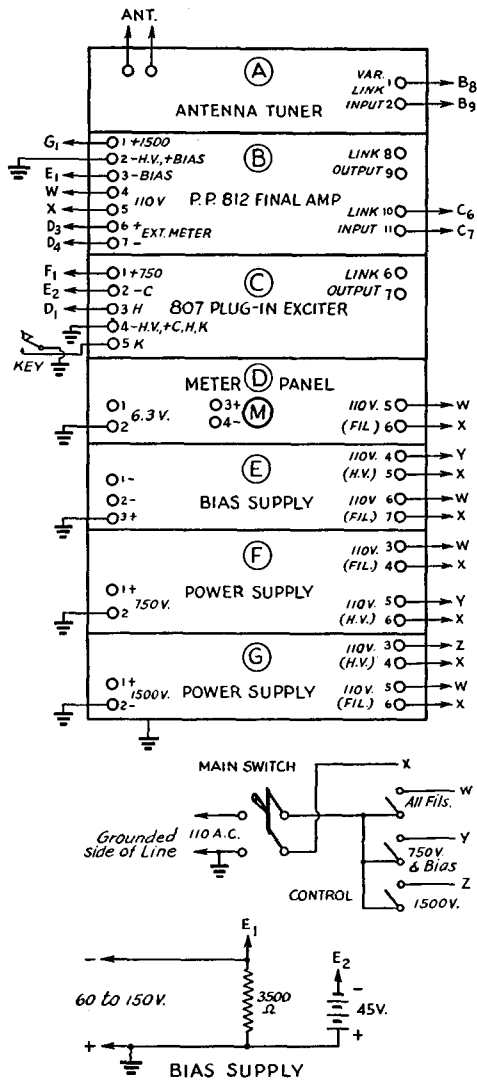 ANT.
A
ANTENNA TUNER
VAR. 1 B8
LINK
INPUT 2 B9
G1 1 +1500
2 -H.V., +BIAS
E1 3 -BIAS
W 4
X 5 110V
D3 6 +
EXT. METER
D4 7 -
B
P.P. 812 FINAL AMP
LINK 8
OUTPUT 9
LINK 10 C6
INPUT 11 C7
F1 1 +750
E2 2 -C
D1 3 H
4 -H.V., +C, H, K
5 K
KEY
C
807 PLUG-IN EXCITER
LINK 6
OUTPUT 7
METER D PANEL
1
2 6.3 V.
3+
4-
M
110V. 5 W
(FIL) 6 X
E
BIAS SUPPLY
1-
2-
3+
110V. 4 Y
(H.V.) 5 X
110V 6 W
(FIL.) 7 X
F
POWER SUPPLY
1+
2 750V.
110V. 3 W
(FIL.) 4 X
110V. 5 Y
(H.V.) 6 X
G
POWER SUPPLY
1+
1500V.
2-
110V. 3 Z
(H.V.) 4 X
110V. 5 W
(FIL.) 6 X
MAIN SWITCH
X
W
All Fils.
Grounded
side of Line
110 A.C.
Y
750V.
& Bias
CONTROL
Z
1500V.
E1
-
60 to 150V.
3500
Ω
+
E2
-
45V.
+
BIAS SUPPLY